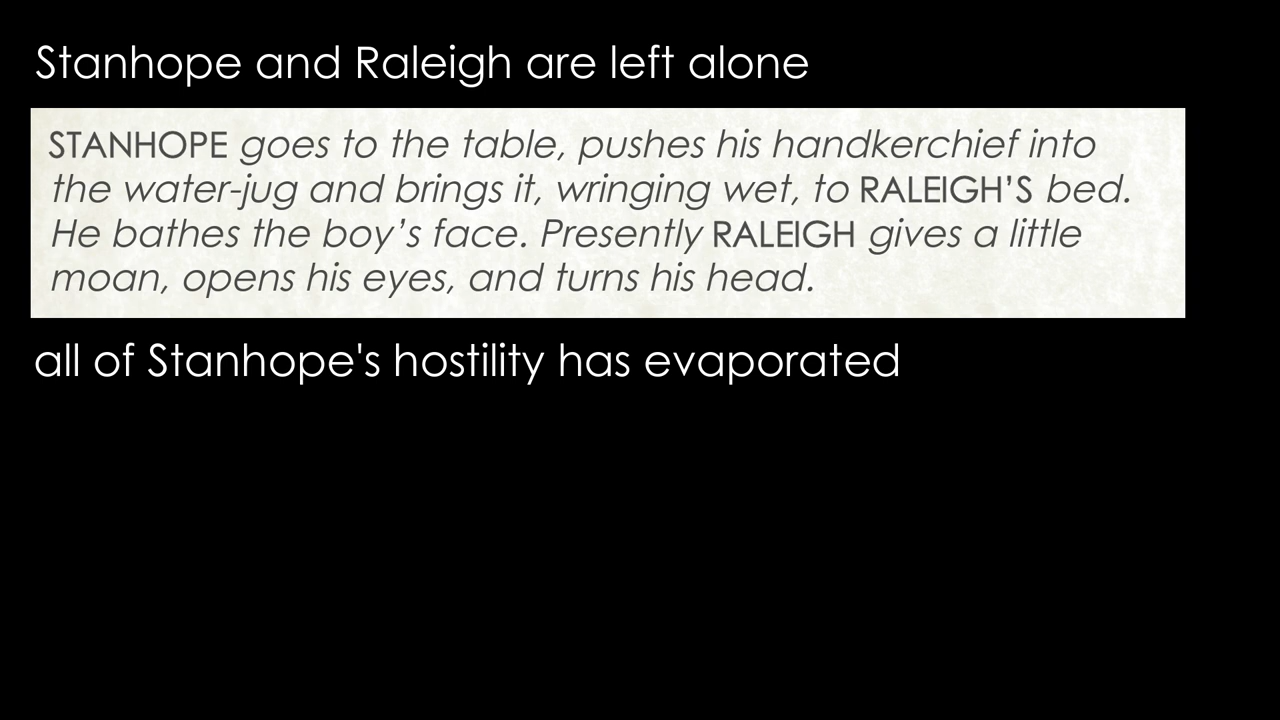 Stanhope and Raleigh are left alone
STANHOPE goes to the table, pushes his handkerchief into
the water-jug and brings it, wringing wet, to RALEIGH’S bed.
He bathes the boy’s face. Presently RALEIGH gives a little
moan, opens his eyes, and turns his head.
all of Stanhope's hostility has evaporated